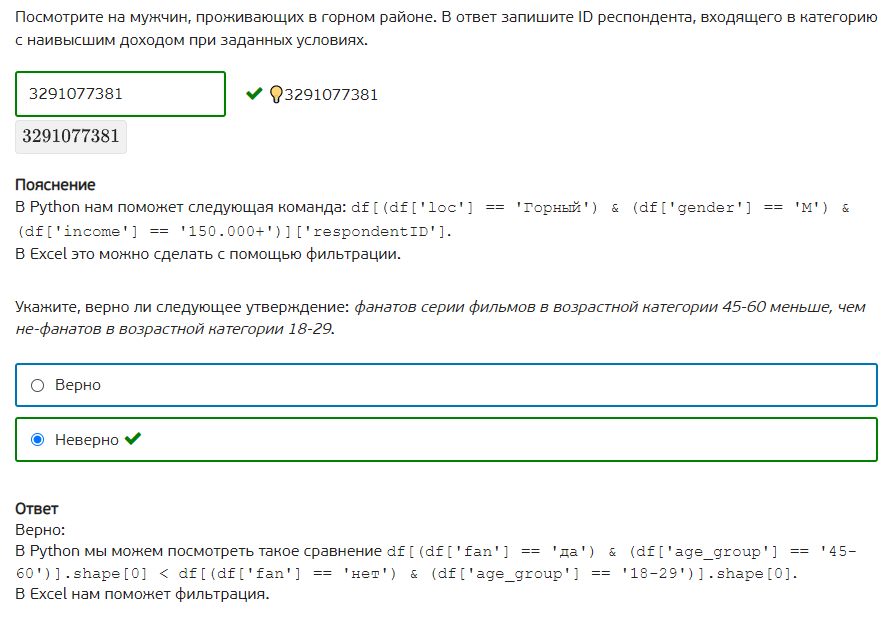 Посмотрите на мужчин, проживающих в горном районе. В ответ запишите ID респондента, входящего в категорию
с наивысшим доходом при заданных условиях.
3291077381
3291077381
3291077381
Пояснение
В Python нам поможет следующая команда: df[(df['loc'] == 'Горный') & (df['gender'] == 'М') &
(df['income'] == '150.000+')]['respondentID'].
В Excel это можно сделать с помощью фильтрации.
Укажите, верно ли следующее утверждение: фанатов серии фильмов в возрастной категории 45-60 меньше, чем
не-фанатов в возрастной категории 18-29.
Верно
Неверно
Ответ
Верно:
В Python мы можем посмотреть такое сравнение df[(df['fan'] == 'да') & (df['age_group'] == '45-
60')].shape[0] < df[(df['fan'] == 'нет') & (df['age_group'] == '18-29')].shape[0].
В Excel нам поможет фильтрация.